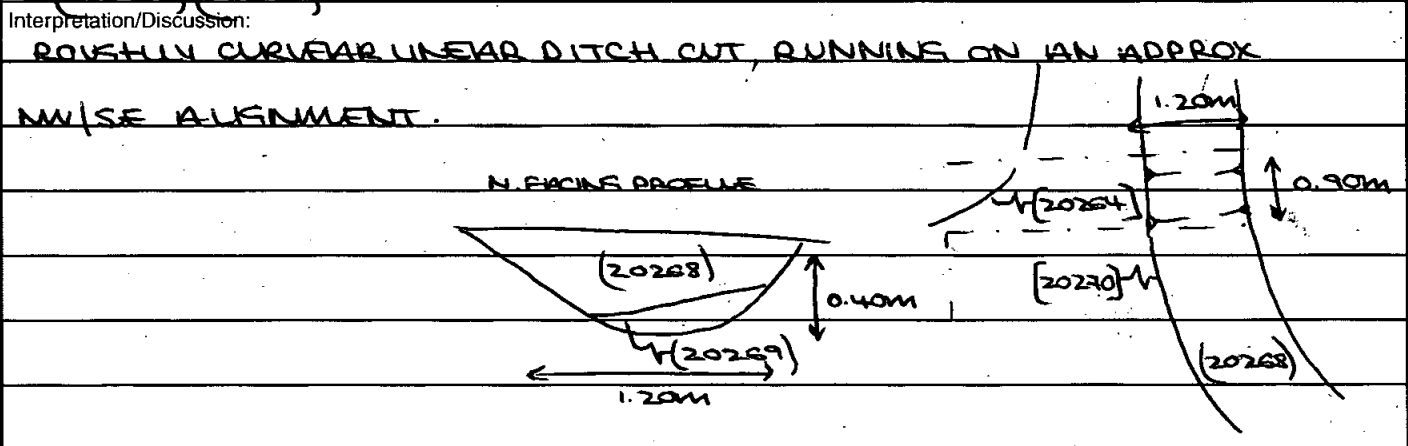 Interpretation/Discussion:
ROUGHLY CURVEAR LINEAR DITCH CUT, RUNNING ON AN APPROX
NW/SE ALIGNMENT.
1.20m
N. FACING PROFILE
0.90m
[20264]
(20268)
[20270]
0.40m
(20269)
(20268)
1.20m